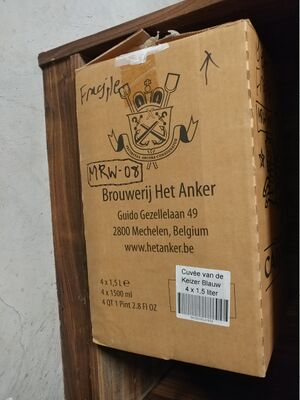 Fragile
MRW-08
Brouwerij Het Anker
Guido Gezellelaan 49
2800 Mechelen, Belgium
www.hetanker.be
4 x 1,5 L e
4 x 1500 ml
4 QT 1 Pint 2.8 Fl OZ
Cuvée van de
Keizer Blauw
4 x 1,5 liter